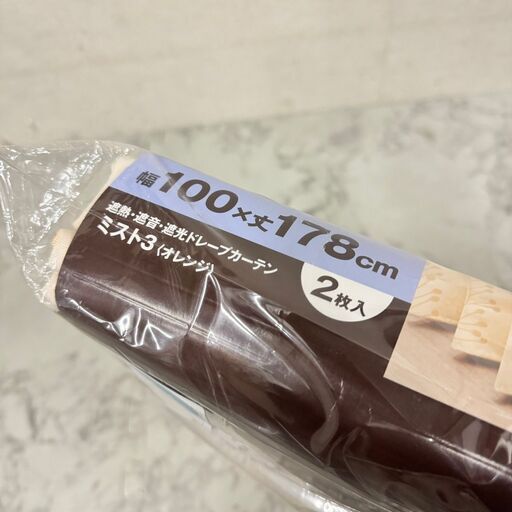 幅100×丈178cm
遮熱・遮音・遮光ドレープカーテン
ミスト3(オレンジ)
2枚入